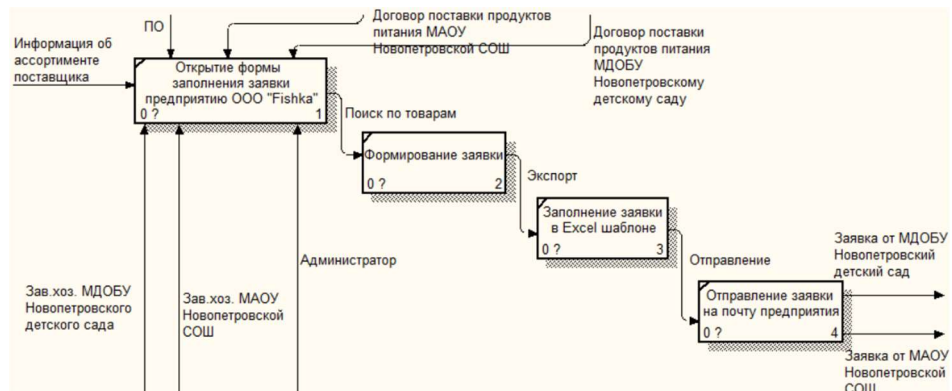 ПО
Договор поставки продуктов
питания МАОУ
Новопетровской СОШ
Договор поставки
продуктов питания
МДОБУ
Новопетровскому
детскому саду
Информация об
ассортименте
поставщика
Открытие формы
заполнения заявки
предприятию ООО "Fishka"
0 ?
1
Поиск по товарам
Формирование заявки
0 ?
2
Экспорт
Заполнение заявки
в Excel шаблоне
0 ?
3
Отправление
Отправление заявки
на почту предприятия
0 ?
4
Заявка от МДОБУ
Новопетровский
детский сад
Заявка от МАОУ
Новопетровской
СОШ
Администратор
Зав.хоз. МДОБУ
Новопетровского
детского сада
Зав.хоз. МАОУ
Новопетровской
СОШ